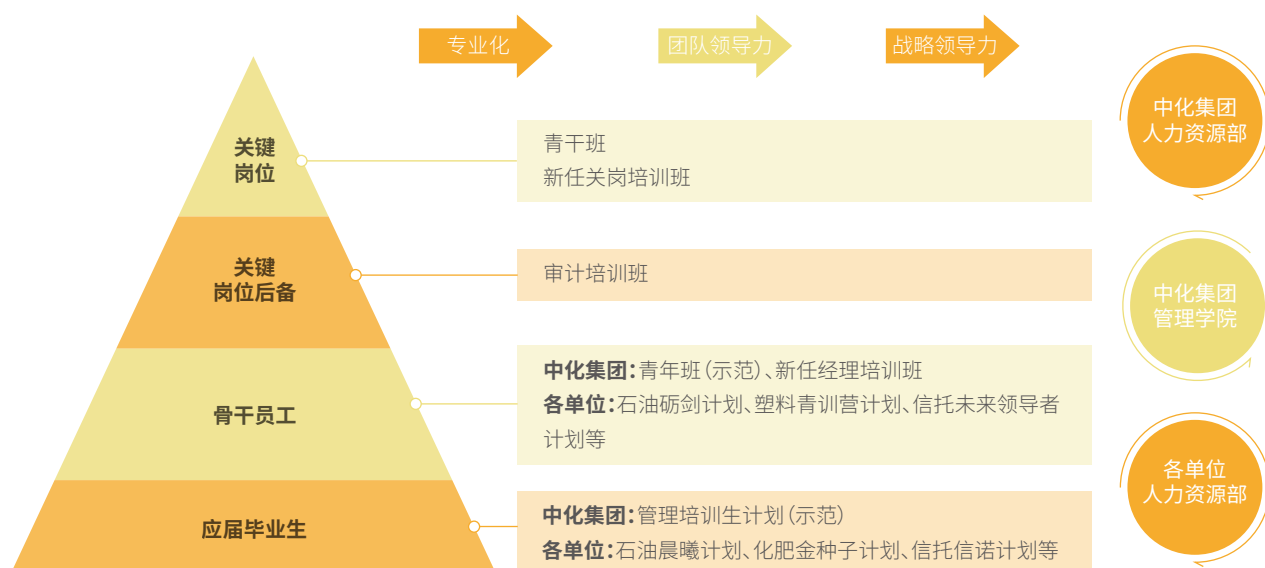 专业化
团队领导力
战略领导力
关键
岗位
青干班
新任关岗培训班
关键
岗位后备
审计培训班
骨干员工
中化集团：青年班（示范）、新任经理培训班
各单位：石油砺剑计划、塑料青训营计划、信托未来领导者
计划等
应届毕业生
中化集团：管理培训生计划（示范）
各单位：石油晨曦计划、化肥金种子计划、信托信诺计划等
中化集团
人力资源部
中化集团
管理学院
各单位
人力资源部